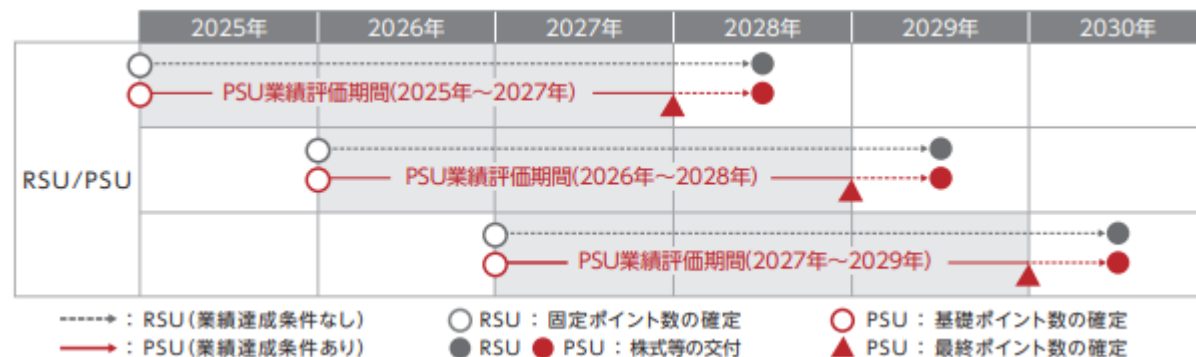 2025年 2026年 2027年 2028年 2029年 2030年
PSU業績評価期間(2025年～2027年)
RSU/PSU
PSU業績評価期間(2026年～2028年)
PSU業績評価期間(2027年～2029年)
：RSU（業績達成条件なし） RSU ： 固定ポイント数の確定 PSU ： 基礎ポイント数の確定
：PSU（業績達成条件あり） RSU PSU ： 株式等の交付 PSU ： 最終ポイント数の確定